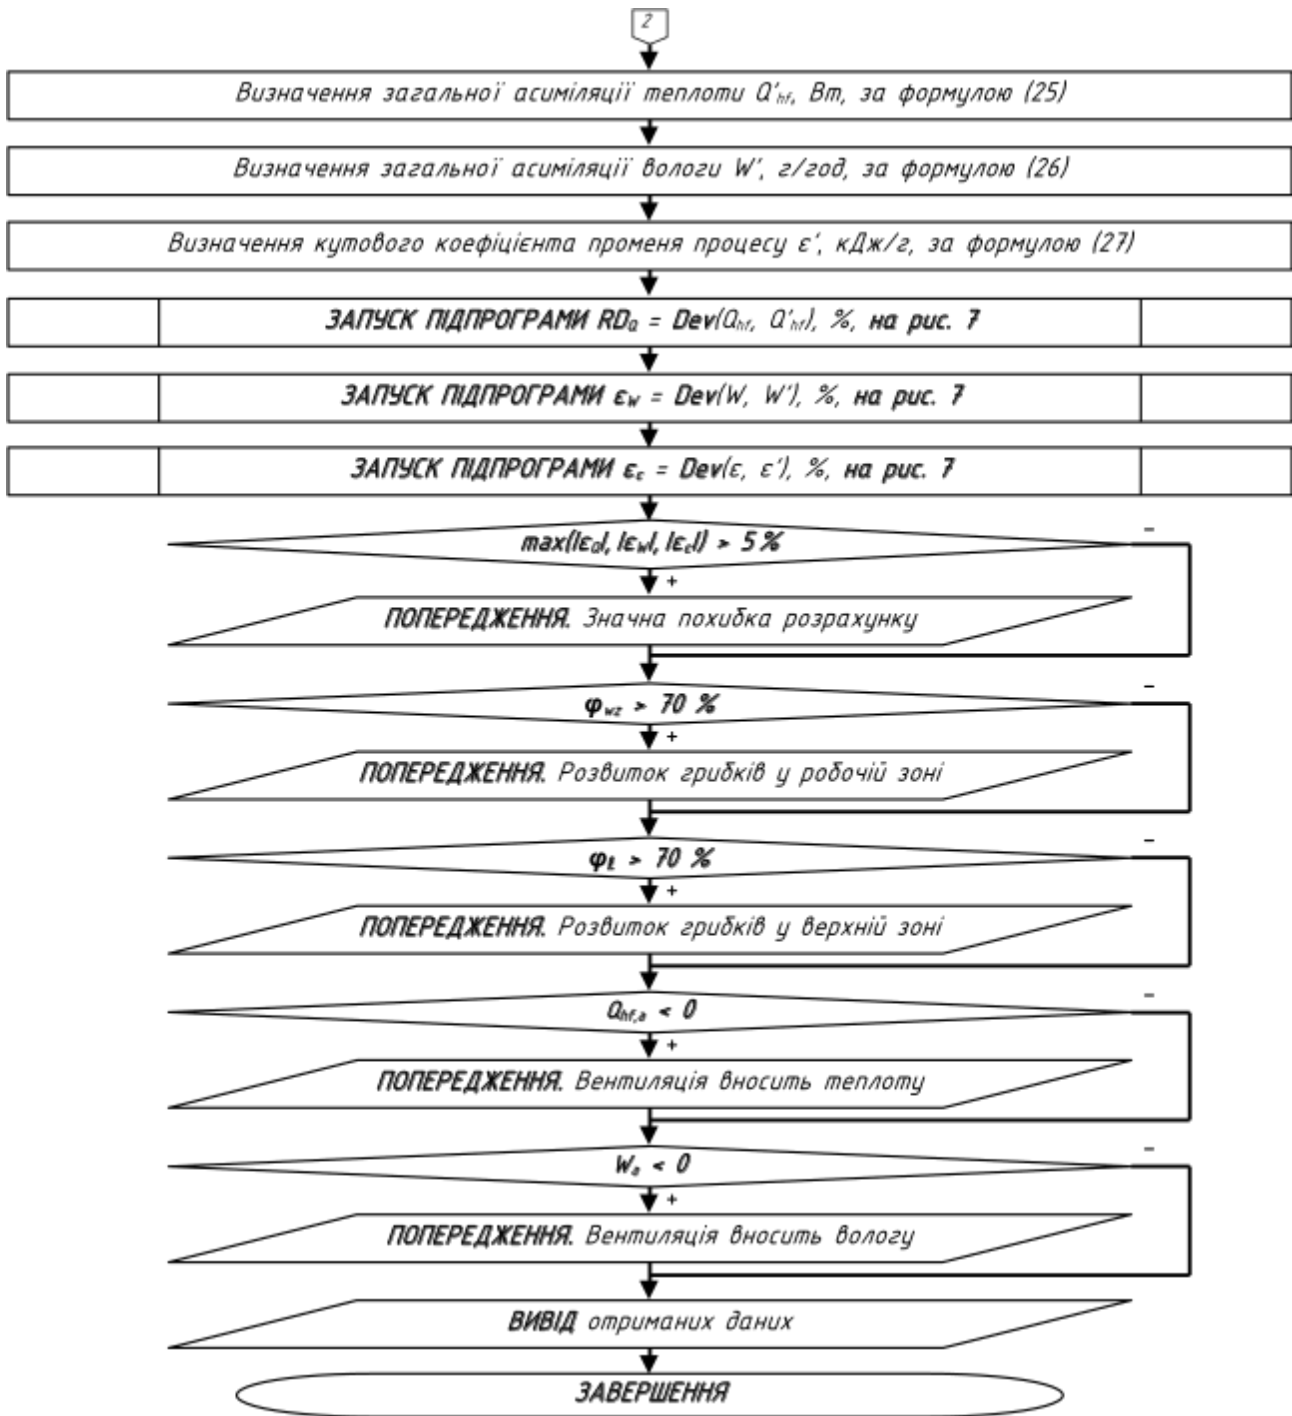 2
Визначення загальної асиміляції теплоти Q'hf, Вт, за формулою (25)
Визначення загальної асиміляції вологи W', г/год, за формулою (26)
Визначення кутового коефіцієнта променя процесу ε', кДж/г, за формулою (27)
ЗАПУСК ПІДПРОГРАМИ RDQ = Dev(Qhf, Q'hf), %, на рис. 7
ЗАПУСК ПІДПРОГРАМИ εW = Dev(W, W'), %, на рис. 7
ЗАПУСК ПІДПРОГРАМИ εε = Dev(ε, ε'), %, на рис. 7
–
max(|εQ|, |εW|, |εε|) > 5 %
+
ПОПЕРЕДЖЕННЯ. Значна похибка розрахунку
–
φwz > 70 %
+
ПОПЕРЕДЖЕННЯ. Розвиток грибків у робочій зоні
–
φℓ > 70 %
+
ПОПЕРЕДЖЕННЯ. Розвиток грибків у верхній зоні
–
Qhf,a < 0
+
ПОПЕРЕДЖЕННЯ. Вентиляція вносить теплоту
–
Wa < 0
+
ПОПЕРЕДЖЕННЯ. Вентиляція вносить вологу
ВИВІД отриманих даних
ЗАВЕРШЕННЯ